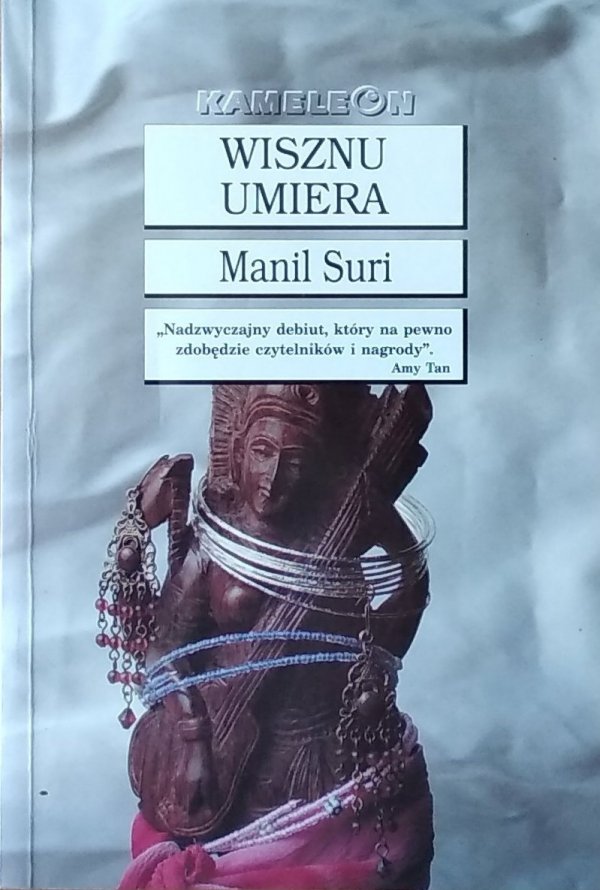 KAMELEON
WISZNU
UMIERA
Manil Suri
„Nadzwyczajny debiut, który na pewno
zdobędzie czytelników i nagrody”.
Amy Tan